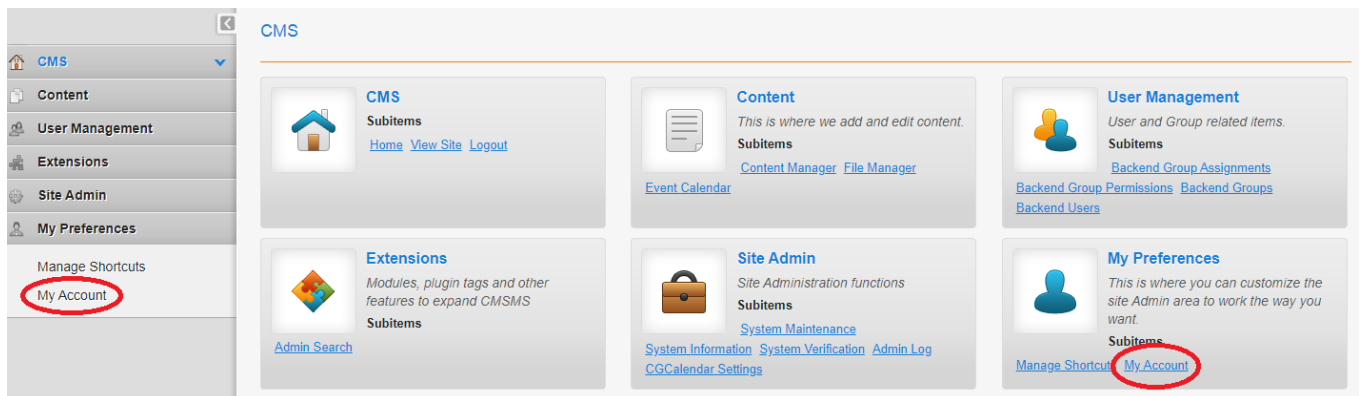 CMS
Content
User Management
Extensions
Site Admin
My Preferences
Manage Shortcuts
My Account
CMS
CMS
Subitems
Home View Site Logout
Content
This is where we add and edit content.
Subitems
Content Manager File Manager
Event Calendar
User Management
User and Group related items.
Subitems
Backend Group Assignments
Backend Group Permissions Backend Groups
Backend Users
Extensions
Modules, plugin tags and other
features to expand CMSMS
Subitems
Admin Search
Site Admin
Site Administration functions
Subitems
System Maintenance
System Information System Verification Admin Log
CGCalendar Settings
My Preferences
This is where you can customize the
site Admin area to work the way you
want.
Subitems
Manage Shortcuts My Account